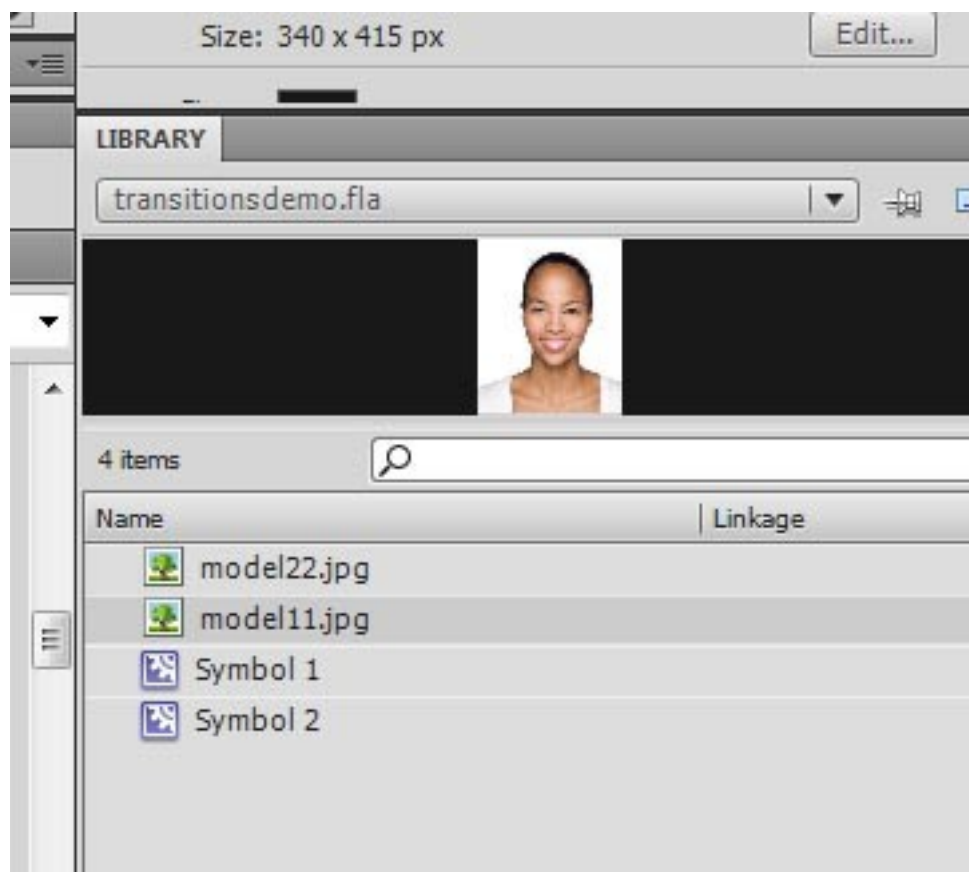 Size: 340 x 415 px Edit...
LIBRARY
transitionsdemo.fla
4 items
Name Linkage
model22.jpg
model11.jpg
Symbol 1
Symbol 2